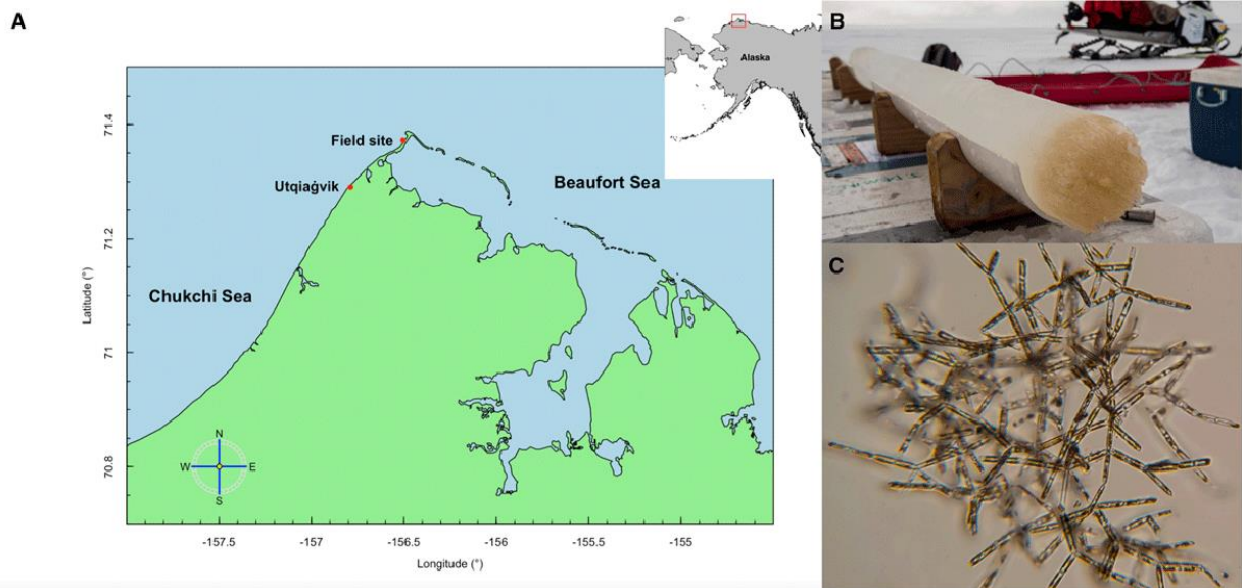 A
Alaska
71.4
Field site
Utqiaġvik
Beaufort Sea
71.2
Chukchi Sea
Latitude (°)
71
70.8
N
W
E
S
-157.5
-157
-156.5
-156
-155.5
-155
Longitude (°)
B
C